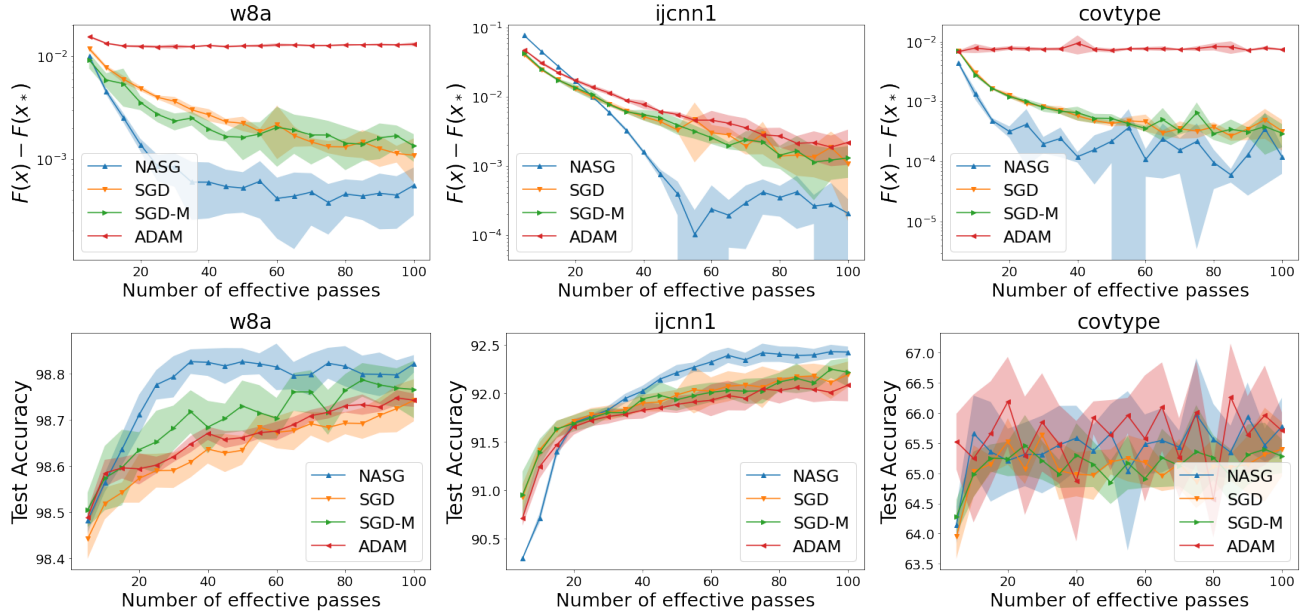 w8a
F(x) − F(x*)
10⁻²
10⁻³
NASG
SGD
SGD-M
ADAM
20 40 60 80 100
Number of effective passes
ijcnn1
F(x) − F(x*)
10⁻¹
10⁻²
10⁻³
10⁻⁴
NASG
SGD
SGD-M
ADAM
20 40 60 80 100
Number of effective passes
covtype
F(x) − F(x*)
10⁻²
10⁻³
10⁻⁴
10⁻⁵
NASG
SGD
SGD-M
ADAM
20 40 60 80 100
Number of effective passes
w8a
Test Accuracy
98.8
98.7
98.6
98.5
98.4
NASG
SGD
SGD-M
ADAM
20 40 60 80 100
Number of effective passes
ijcnn1
Test Accuracy
92.5
92.0
91.5
91.0
90.5
NASG
SGD
SGD-M
ADAM
20 40 60 80 100
Number of effective passes
covtype
Test Accuracy
67.0
66.5
66.0
65.5
65.0
64.5
64.0
63.5
NASG
SGD
SGD-M
ADAM
20 40 60 80 100
Number of effective passes